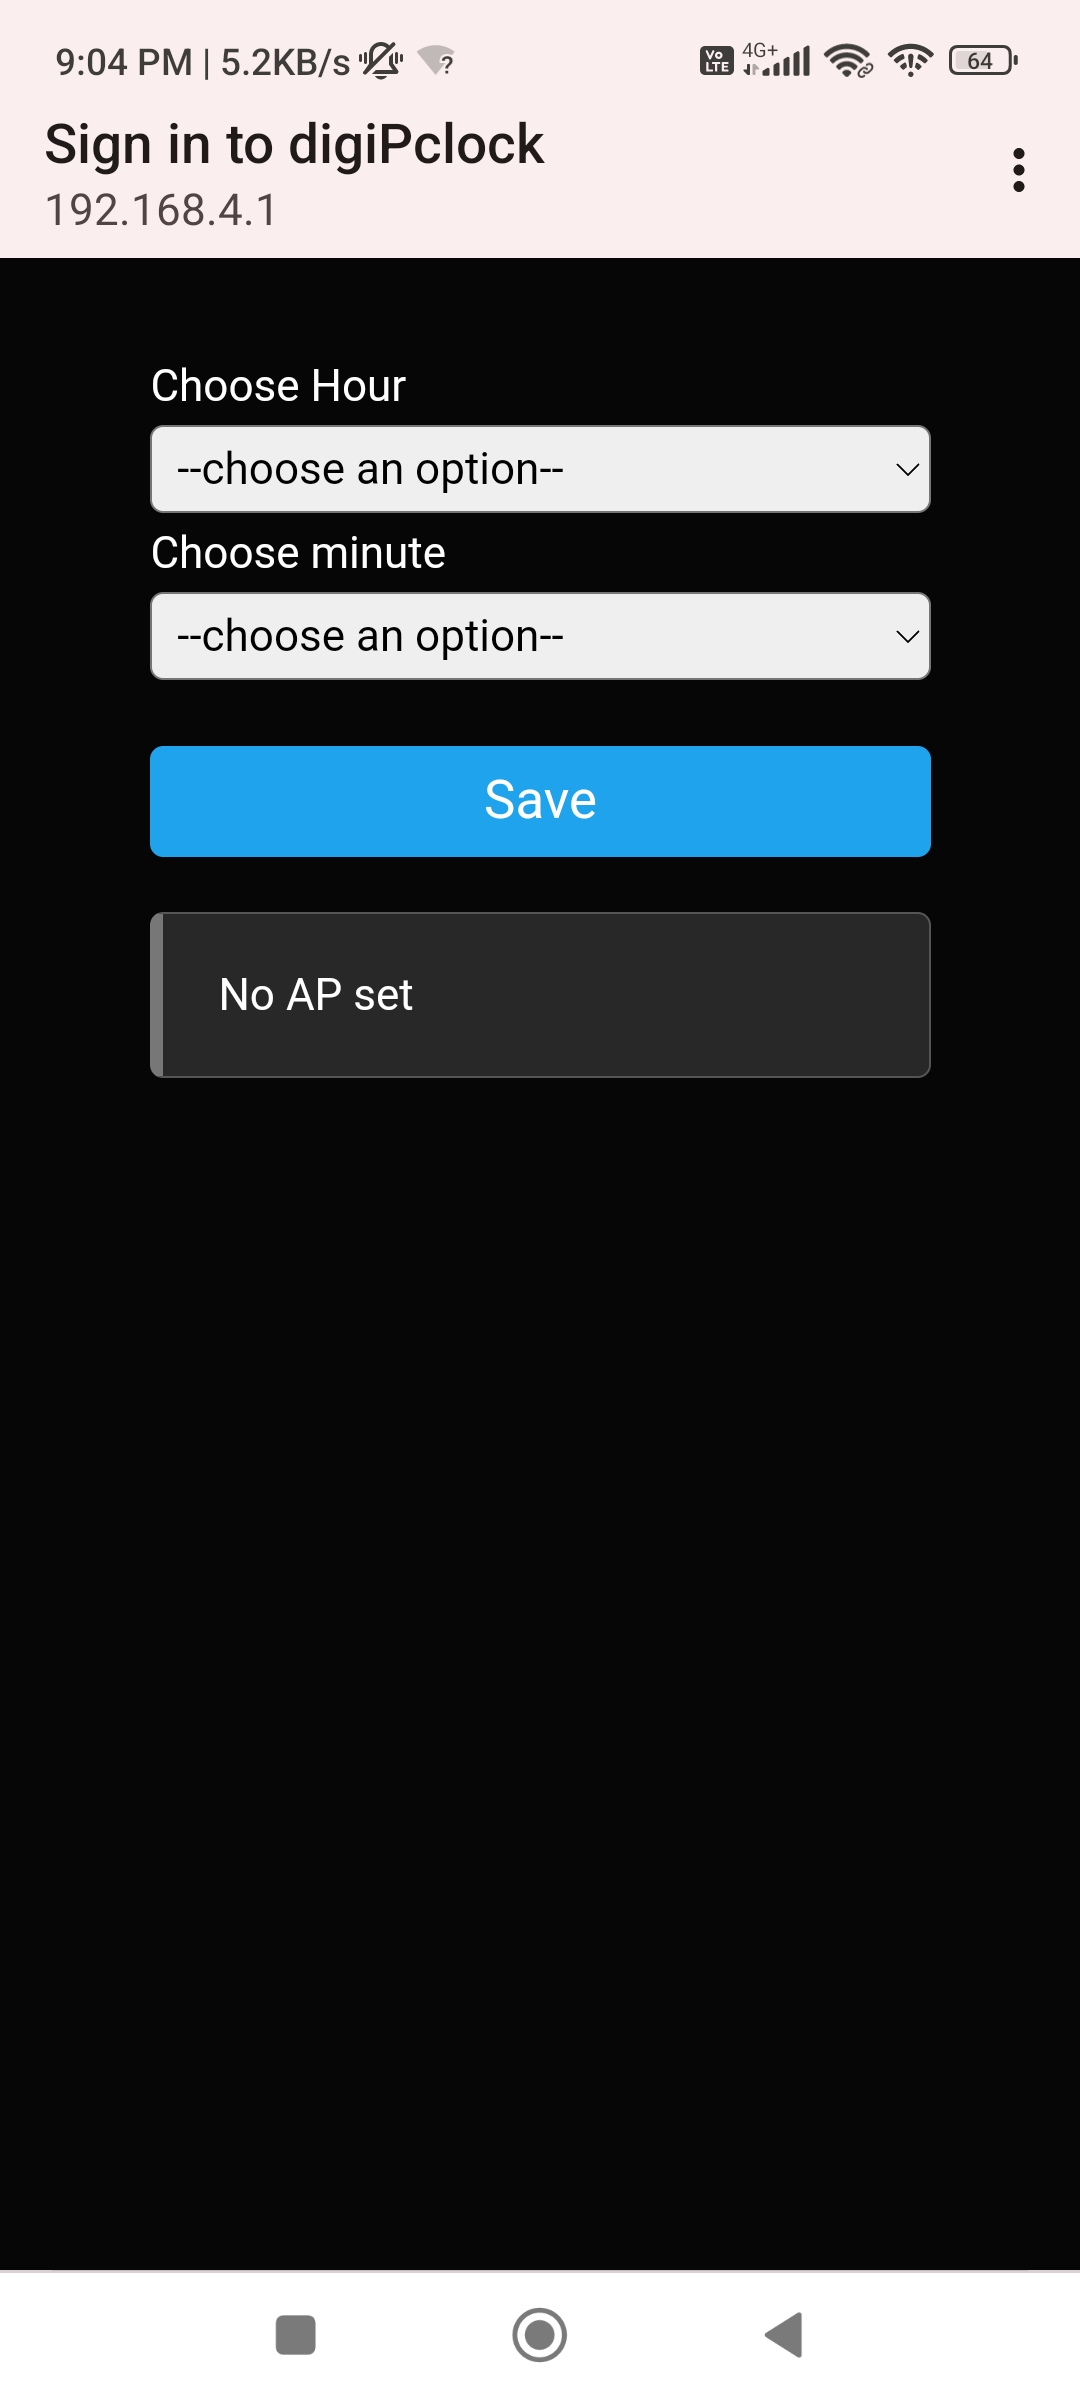 9:04 PM | 5.2KB/s
Vo LTE 4G+ 64
Sign in to digiPclock
192.168.4.1
Choose Hour
--choose an option--
Choose minute
--choose an option--
Save
No AP set